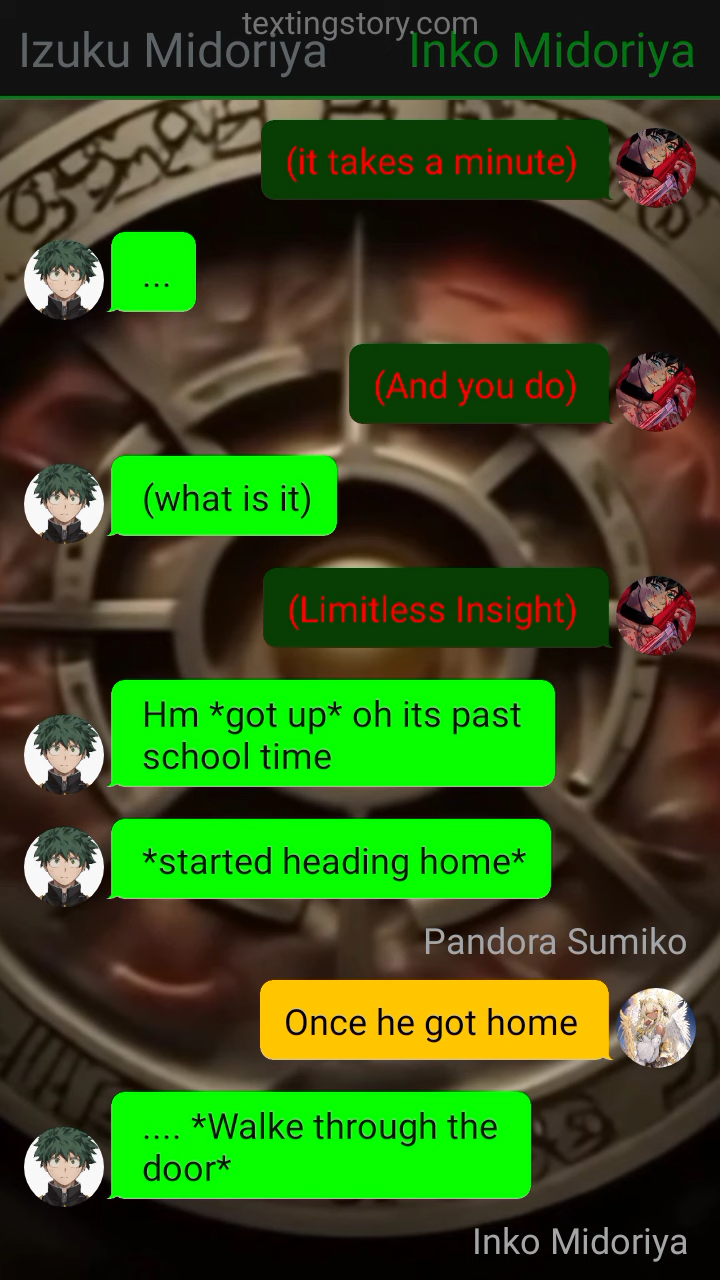 textingstory.com
Izuku Midoriya Inko Midoriya
(it takes a minute)
...
(And you do)
(what is it)
(Limitless Insight)
Hm *got up* oh its past
school time
*started heading home*
Pandora Sumiko
Once he got home
.... *Walke through the
door*
Inko Midoriya